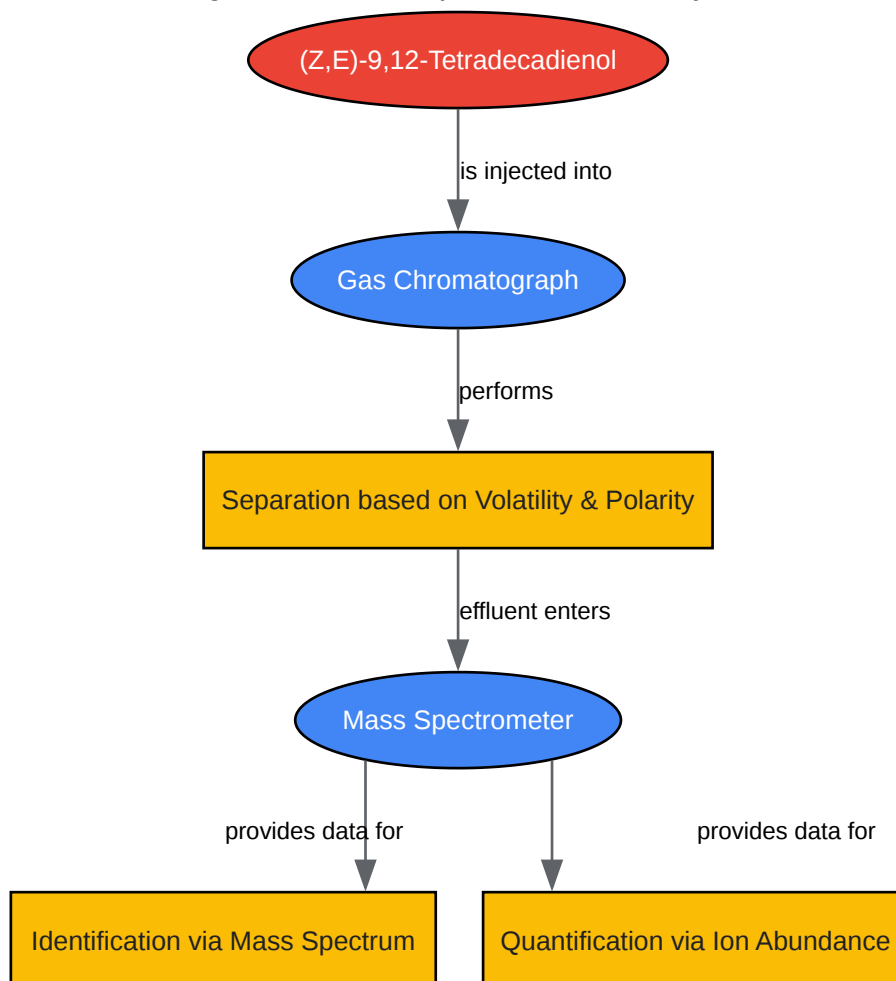 (Z,E)-9,12-Tetradecadienol
is injected into
Gas Chromatograph
performs
Separation based on Volatility & Polarity
effluent enters
Mass Spectrometer
provides data for
provides data for
Identification via Mass Spectrum
Quantification via Ion Abundance